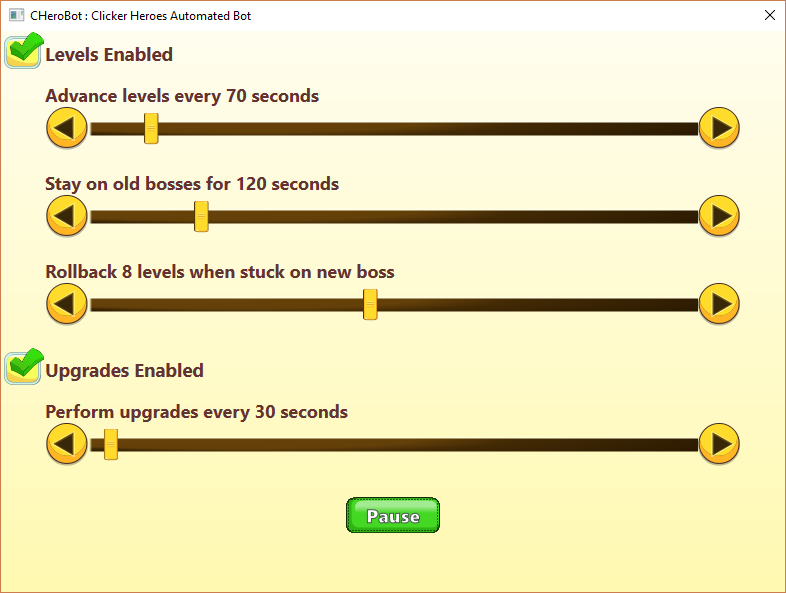 CHeroBot : Clicker Heroes Automated Bot
Levels Enabled
Advance levels every 70 seconds
Stay on old bosses for 120 seconds
Rollback 8 levels when stuck on new boss
Upgrades Enabled
Perform upgrades every 30 seconds
Pause